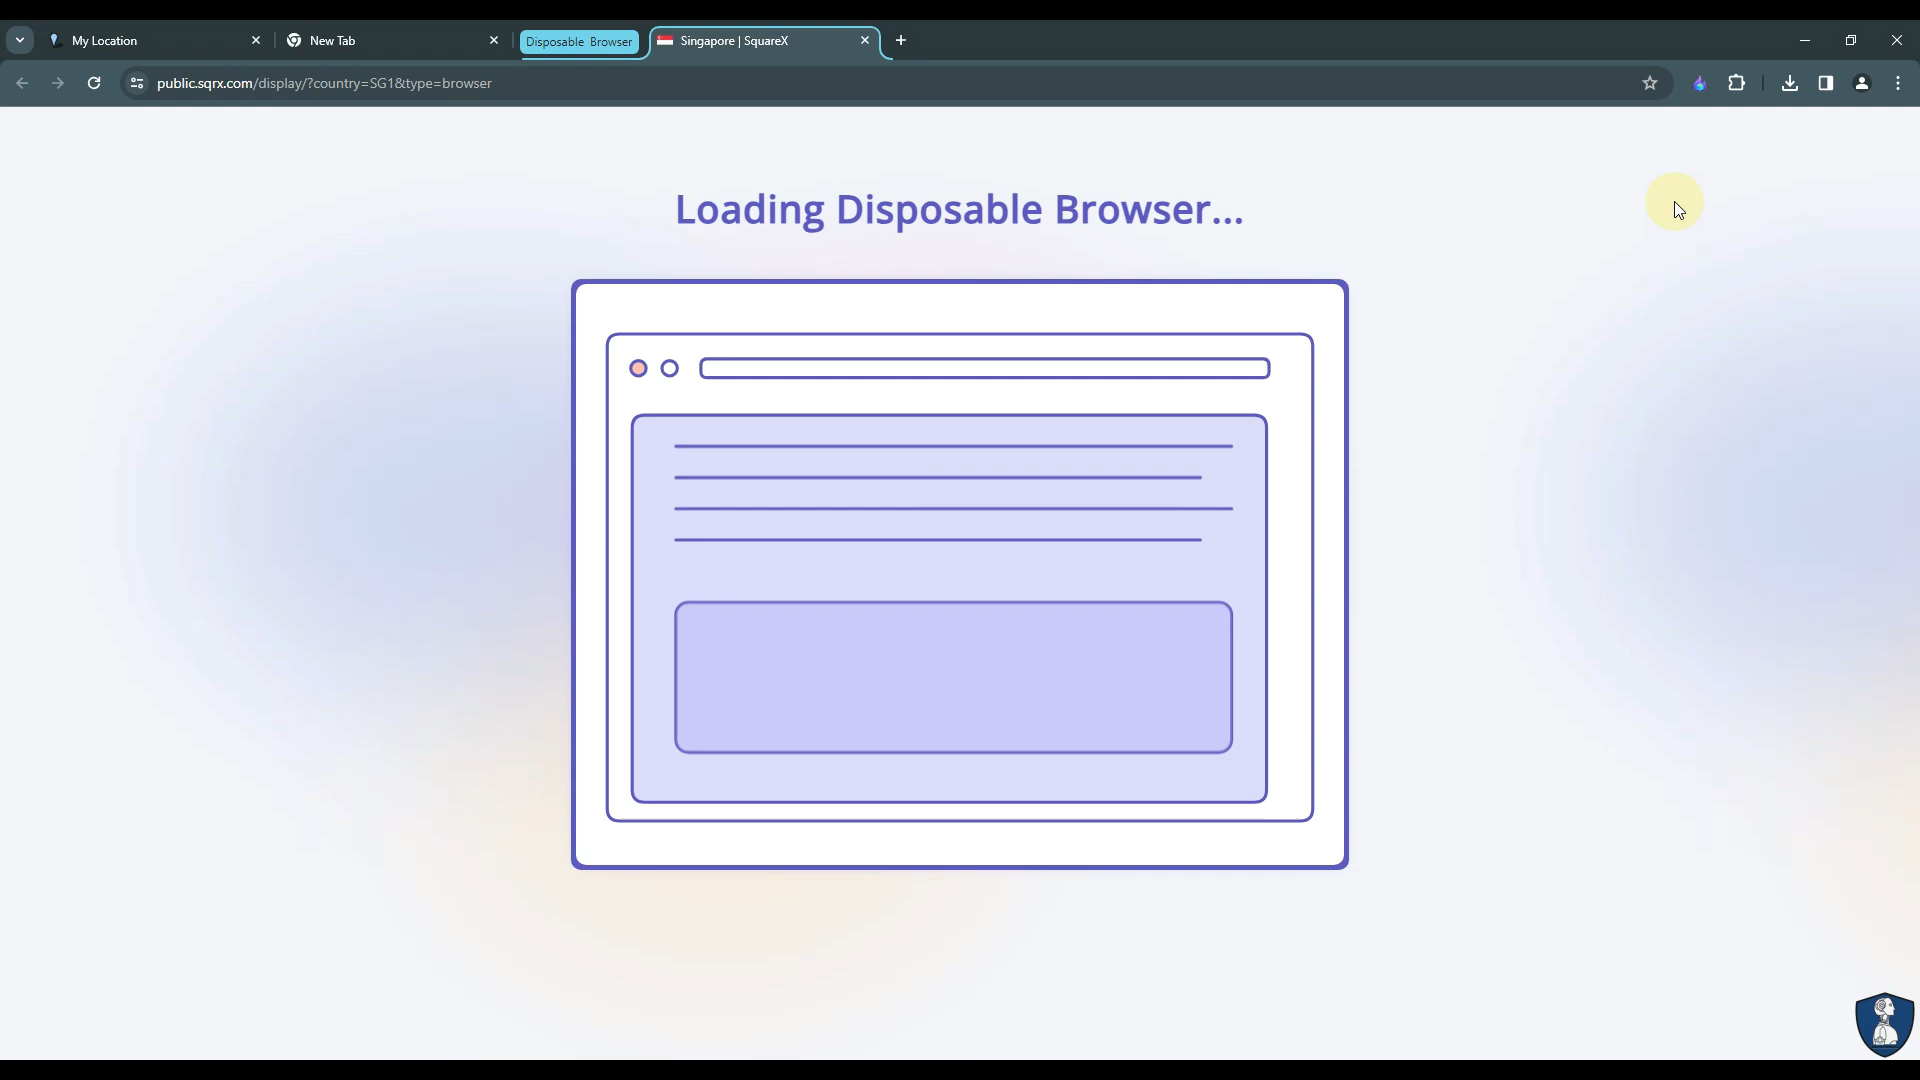 My Location
New Tab
Disposable Browser
Singapore | SquareX
public.sqrx.com/display/?country=SG1&type=browser
Loading Disposable Browser...